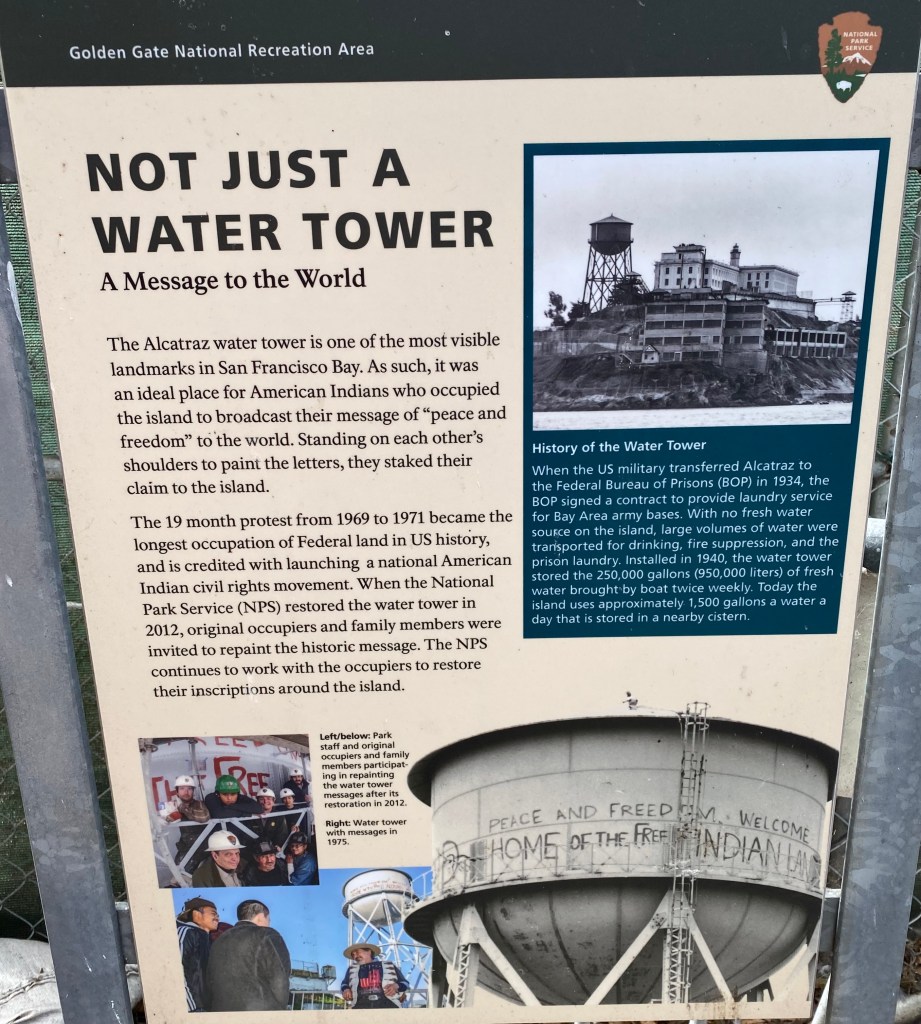 Golden Gate National Recreation Area
NATIONAL
PARK
SERVICE
NOT JUST A
WATER TOWER
A Message to the World
The Alcatraz water tower is one of the most visible
landmarks in San Francisco Bay. As such, it was
an ideal place for American Indians who occupied
the island to broadcast their message of “peace and
freedom” to the world. Standing on each other’s
shoulders to paint the letters, they staked their
claim to the island.
The 19 month protest from 1969 to 1971 became the
longest occupation of Federal land in US history,
and is credited with launching a national American
Indian civil rights movement. When the National
Park Service (NPS) restored the water tower in
2012, original occupiers and family members were
invited to repaint the historic message. The NPS
continues to work with the occupiers to restore
their inscriptions around the island.
History of the Water Tower
When the US military transferred Alcatraz to
the Federal Bureau of Prisons (BOP) in 1934, the
BOP signed a contract to provide laundry service
for Bay Area army bases. With no fresh water
source on the island, large volumes of water were
transported for drinking, fire suppression, and the
prison laundry. Installed in 1940, the water tower
stored the 250,000 gallons (950,000 liters) of fresh
water brought by boat twice weekly. Today the
island uses approximately 1,500 gallons a water a
day that is stored in a nearby cistern.
Left/below: Park
staff and original
occupiers and family
members participat-
ing in repainting
the water tower
messages after its
restoration in 2012.
Right: Water tower
with messages in
1975.
THE FREE
PEACE AND FREEDOM. WELCOME
HOME OF THE FREE INDIAN LAND